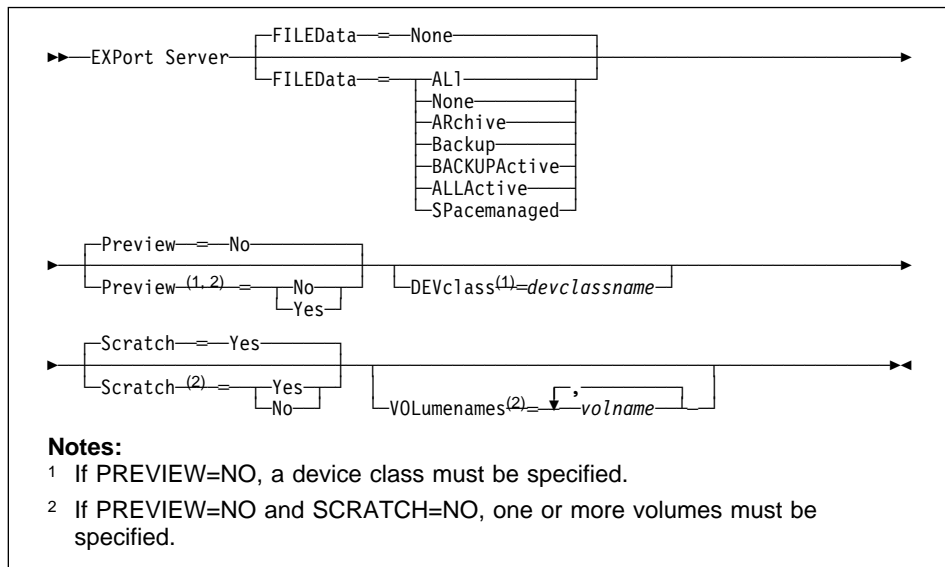 FILEData = None
EXPort Server
FILEData = ALl
None
ARchive
Backup
BACKUPActive
ALLActive
SPacemanaged
Preview = No
Preview (1, 2) = No
Yes
DEVclass(1)=devclassname
Scratch = Yes
Scratch (2) = Yes
No
,
VOLumenames(2)= volname
Notes:
1 If PREVIEW=NO, a device class must be specified.
2 If PREVIEW=NO and SCRATCH=NO, one or more volumes must be
specified.